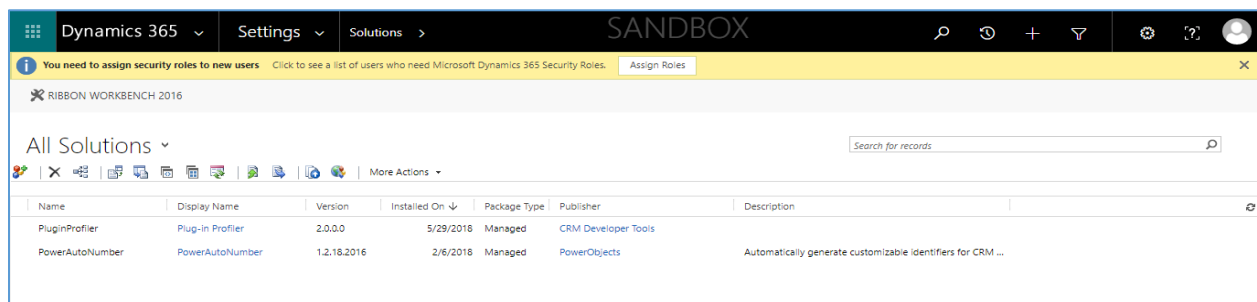 Dynamics 365 Settings Solutions > SANDBOX [?]
You need to assign security roles to new users Click to see a list of users who need Microsoft Dynamics 365 Security Roles. Assign Roles
RIBBON WORKBENCH 2016
All Solutions
Search for records
More Actions
Name Display Name Version Installed On ↓ Package Type Publisher Description
PluginProfiler Plug-in Profiler 2.0.0.0 5/29/2018 Managed CRM Developer Tools
PowerAutoNumber PowerAutoNumber 1.2.18.2016 2/6/2018 Managed PowerObjects Automatically generate customizable identifiers for CRM ...